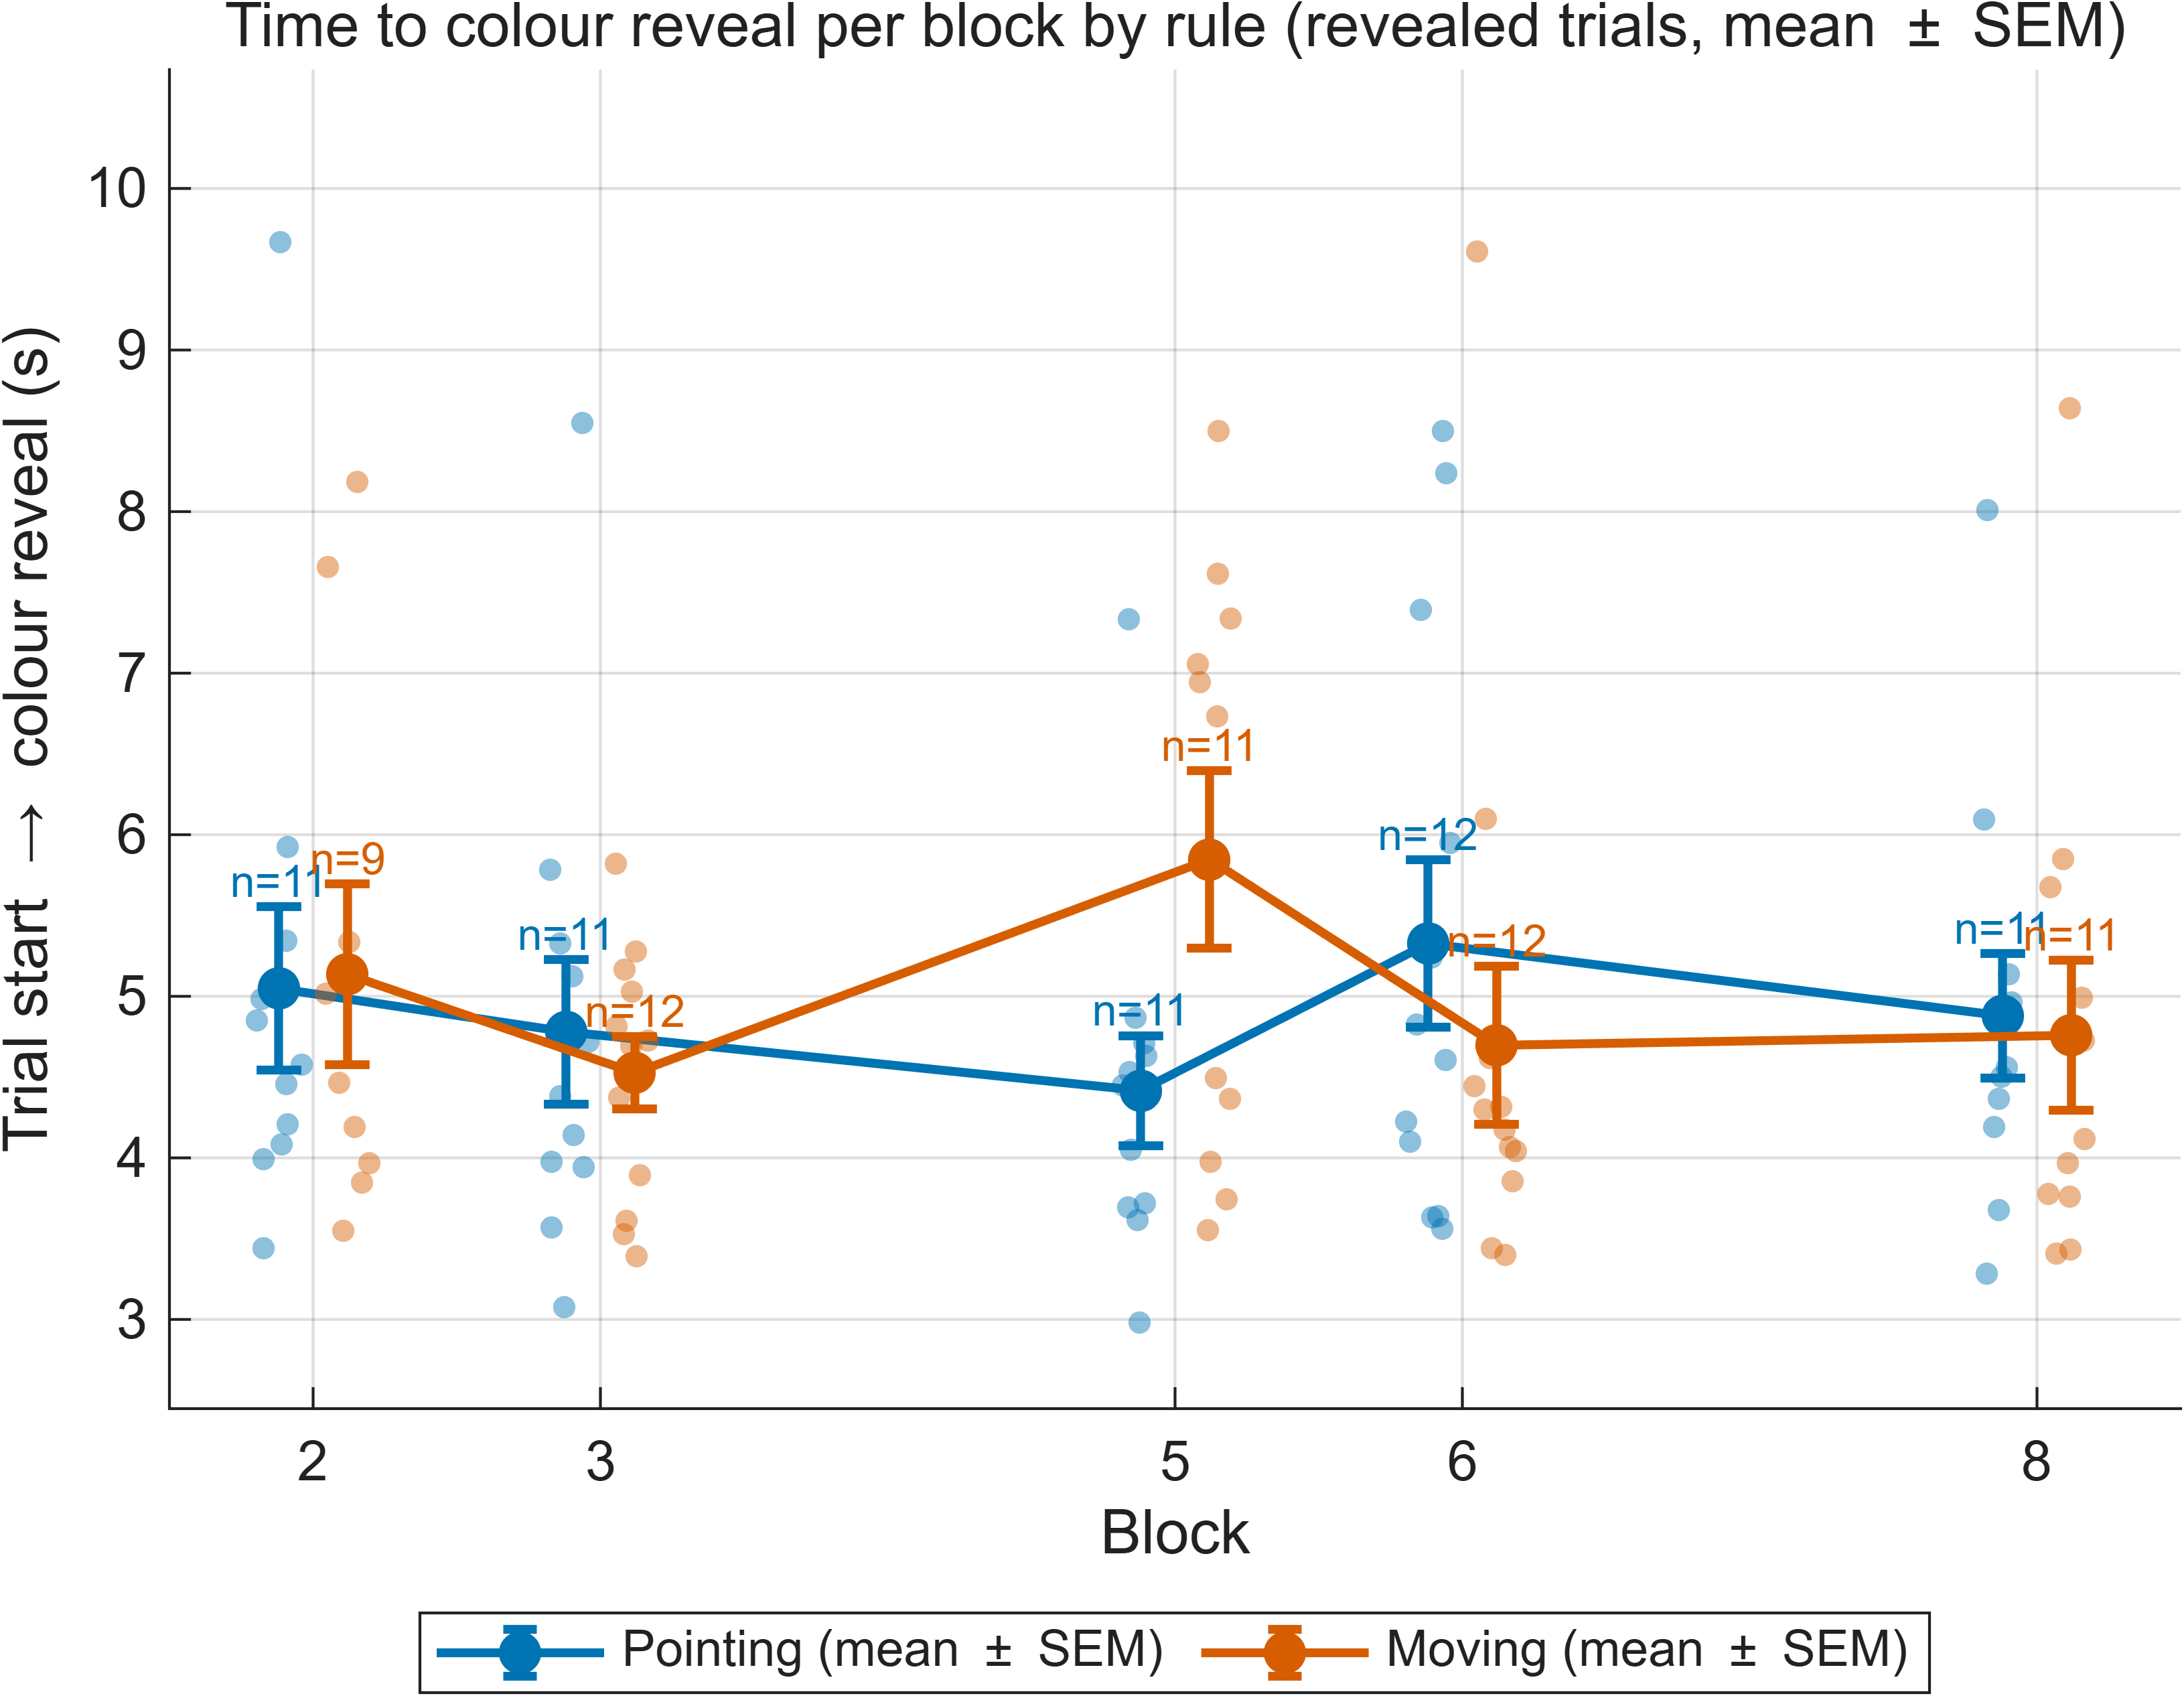 Time to colour reveal per block by rule (revealed trials, mean ± SEM)
Trial start → colour reveal (s)
10
9
8
7
6
5
4
3
n=11
n=9
n=11
n=12
n=11
n=11
n=12
n=12
n=11
n=11
2 3 5 6 8
Block
Pointing (mean ± SEM) Moving (mean ± SEM)